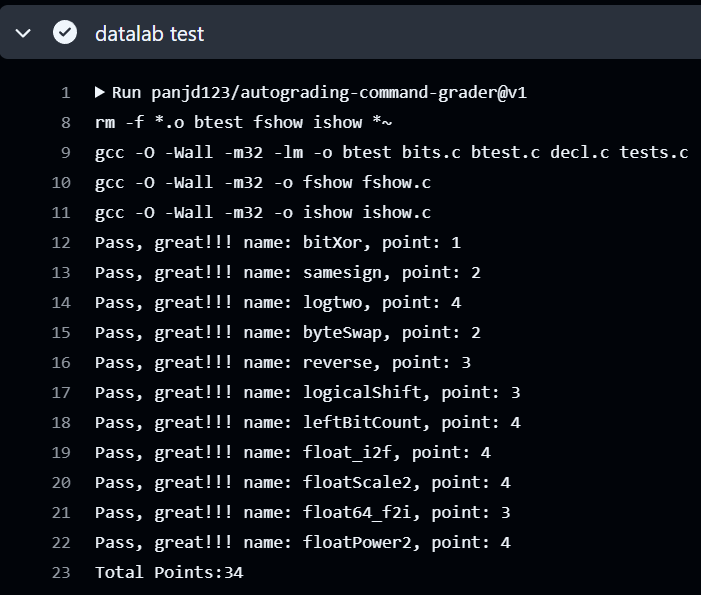 datalab test
1 ▶ Run panjd123/autograding-command-grader@v1
8 rm -f *.o btest fshow ishow *~
9 gcc -O -Wall -m32 -lm -o btest bits.c btest.c decl.c tests.c
10 gcc -O -Wall -m32 -o fshow fshow.c
11 gcc -O -Wall -m32 -o ishow ishow.c
12 Pass, great!!! name: bitXor, point: 1
13 Pass, great!!! name: samesign, point: 2
14 Pass, great!!! name: logtwo, point: 4
15 Pass, great!!! name: byteSwap, point: 2
16 Pass, great!!! name: reverse, point: 3
17 Pass, great!!! name: logicalShift, point: 3
18 Pass, great!!! name: leftBitCount, point: 4
19 Pass, great!!! name: float_i2f, point: 4
20 Pass, great!!! name: floatScale2, point: 4
21 Pass, great!!! name: float64_f2i, point: 3
22 Pass, great!!! name: floatPower2, point: 4
23 Total Points:34